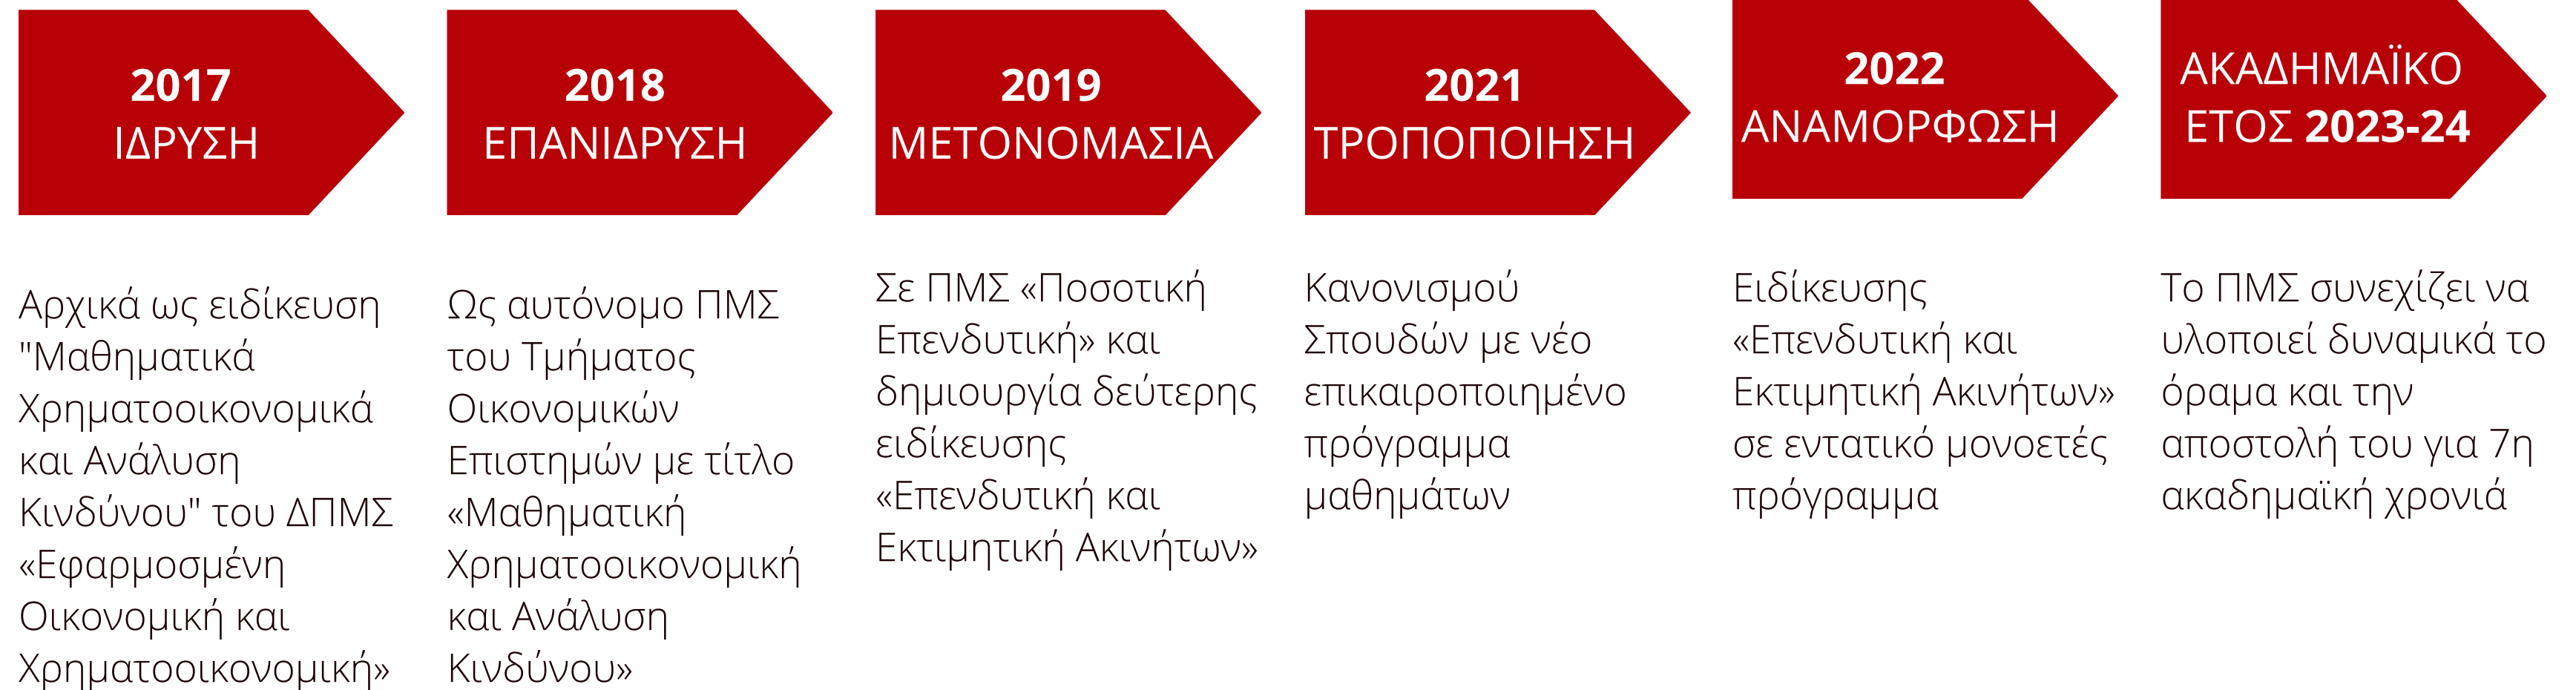 2017
ΙΔΡΥΣΗ
Αρχικά ως ειδίκευση
"Μαθηματικά
Χρηματοοικονομικά
και Ανάλυση
Κινδύνου" του ΔΠΜΣ
«Εφαρμοσμένη
Οικονομική και
Χρηματοοικονομική»
2018
ΕΠΑΝΙΔΡΥΣΗ
Ως αυτόνομο ΠΜΣ
του Τμήματος
Οικονομικών
Επιστημών με τίτλο
«Μαθηματική
Χρηματοοικονομική
και Ανάλυση
Κινδύνου»
2019
ΜΕΤΟΝΟΜΑΣΙΑ
Σε ΠΜΣ «Ποσοτική
Επενδυτική» και
δημιουργία δεύτερης
ειδίκευσης
«Επενδυτική και
Εκτιμητική Ακινήτων»
2021
ΤΡΟΠΟΠΟΙΗΣΗ
Κανονισμού
Σπουδών με νέο
επικαιροποιημένο
πρόγραμμα
μαθημάτων
2022
ΑΝΑΜΟΡΦΩΣΗ
Ειδίκευσης
«Επενδυτική και
Εκτιμητική Ακινήτων»
σε εντατικό μονοετές
πρόγραμμα
ΑΚΑΔΗΜΑΪΚΟ
ΕΤΟΣ 2023-24
Το ΠΜΣ συνεχίζει να
υλοποιεί δυναμικά το
όραμα και την
αποστολή του για 7η
ακαδημαϊκή χρονιά